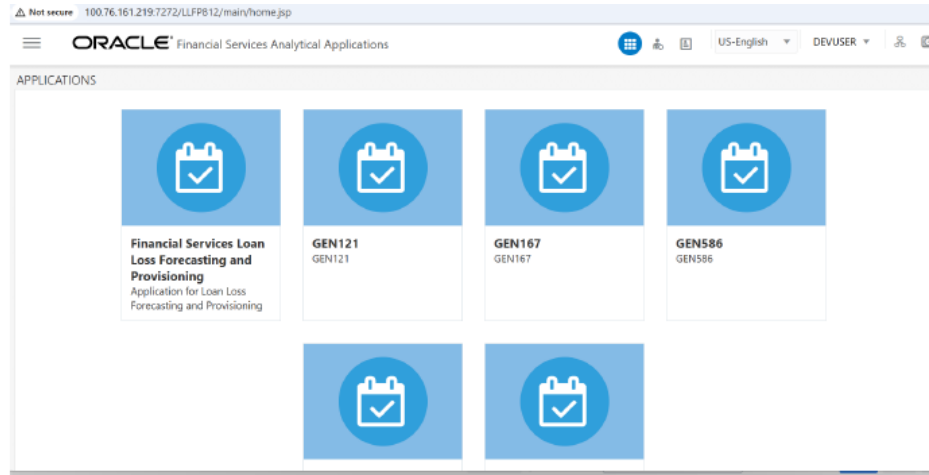 Not secure 100.76.161.219:7272/LLFP812/main/home.jsp
ORACLE Financial Services Analytical Applications
US-English
DEVUSER
APPLICATIONS
Financial Services Loan
Loss Forecasting and
Provisioning
Application for Loan Loss
Forecasting and Provisioning
GEN121
GEN121
GEN167
GEN167
GEN586
GEN586